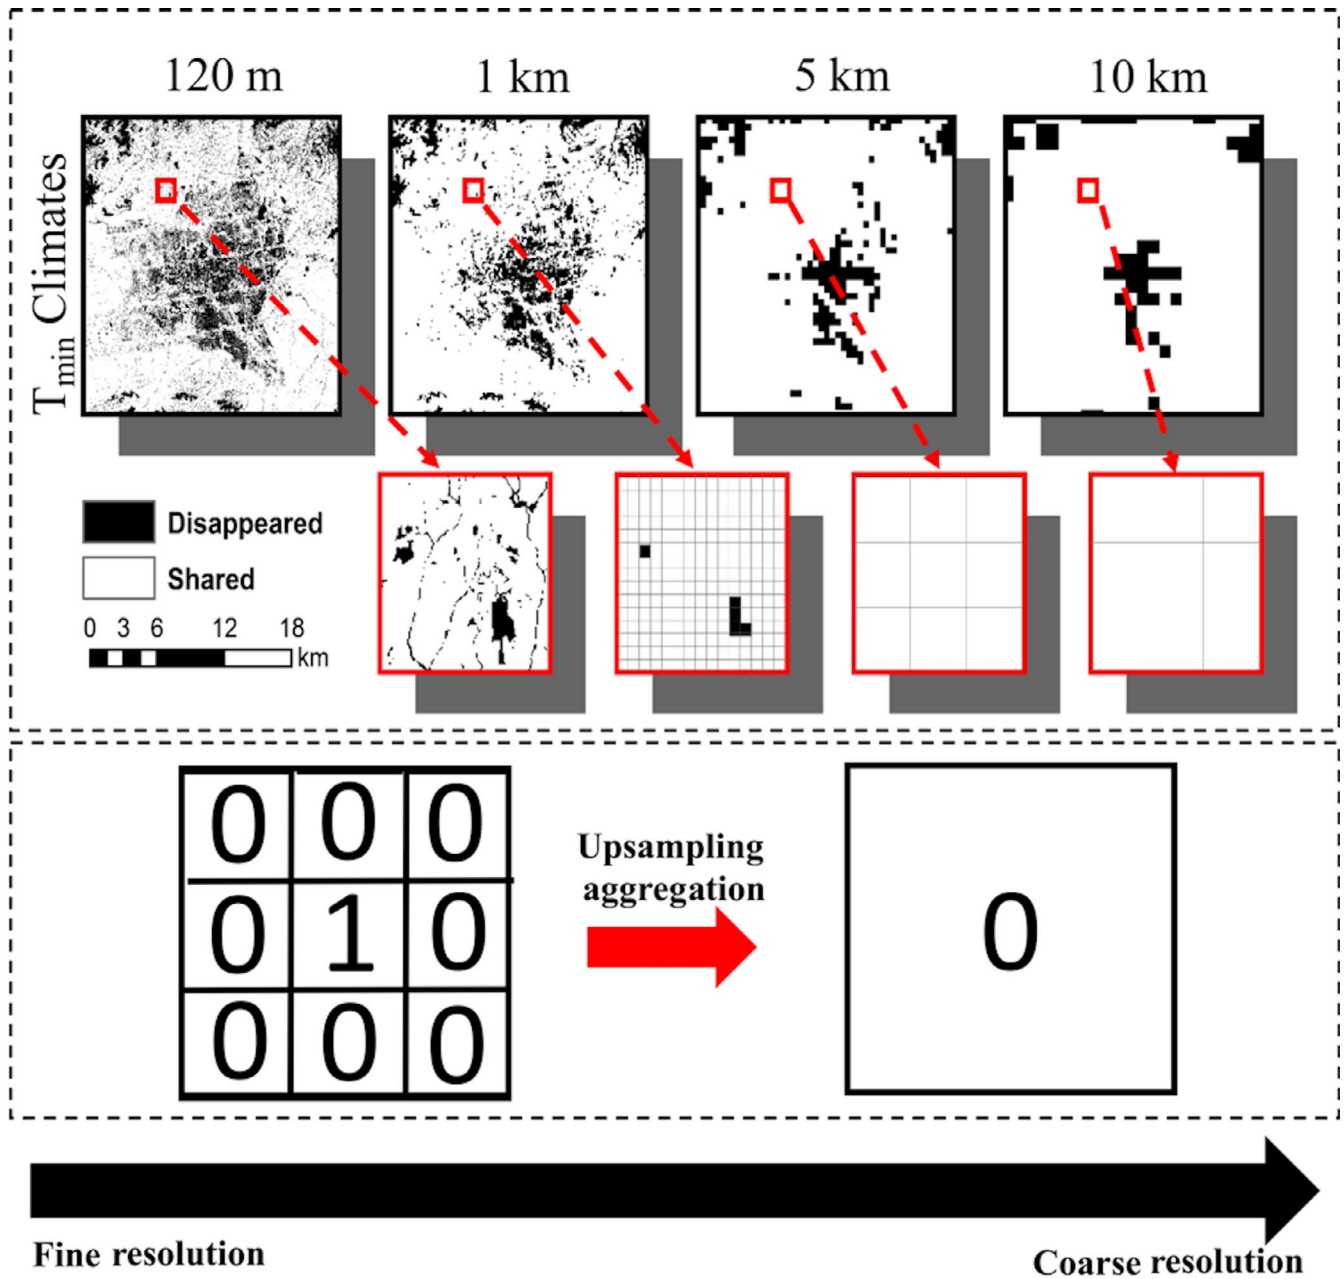 120 m 1 km 5 km 10 km
Tmin Climates
Disappeared
Shared
0 3 6 12 18
km
0 0 0
0 1 0
0 0 0
Upsampling
aggregation
0
Fine resolution
Coarse resolution